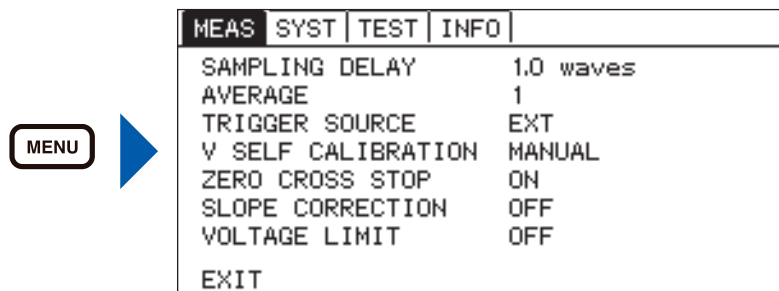 MENU
MEAS SYST TEST INFO
SAMPLING DELAY 1.0 waves
AVERAGE 1
TRIGGER SOURCE EXT
V SELF CALIBRATION MANUAL
ZERO CROSS STOP ON
SLOPE CORRECTION OFF
VOLTAGE LIMIT OFF
EXIT